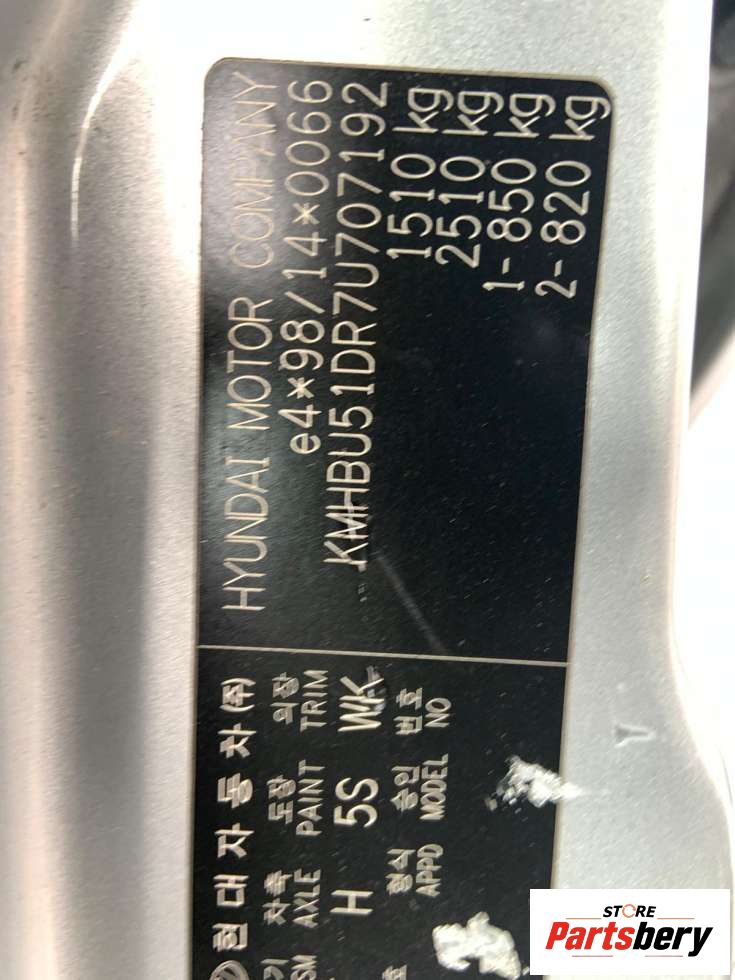 HYUNDAI MOTOR COMPANY
e4*98/14*0066
KMHBU51DR7U707192
1510 kg
2510 kg
1- 850 kg
2- 820 kg
현대자동차(주)
차축 도장 의장
AXLE PAINT TRIM
H 5S WK
형식 승인 번호
APPD MODEL NO
STORE
Partsbery